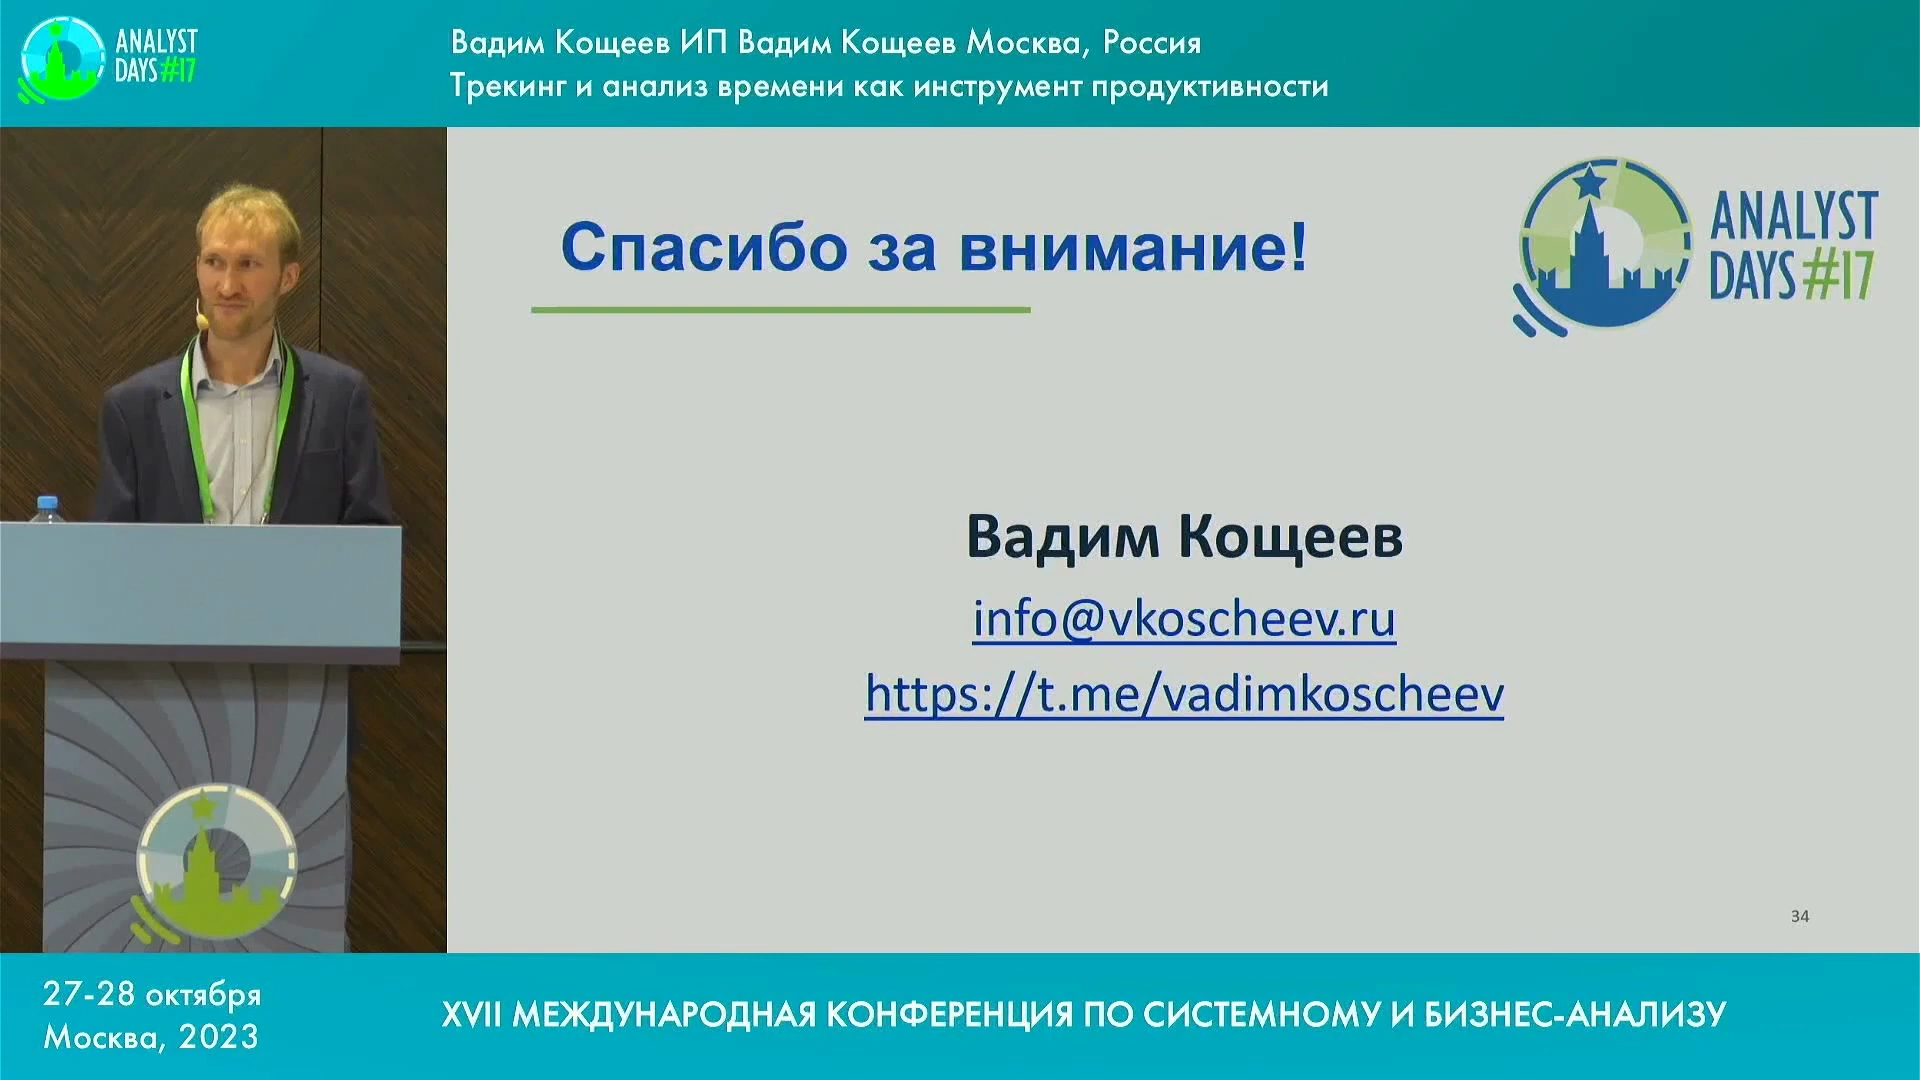 ANALYST
DAYS #17
Вадим Кощеев ИП Вадим Кощеев Москва, Россия
Трекинг и анализ времени как инструмент продуктивности
Спасибо за внимание!
ANALYST
DAYS #17
Вадим Кощеев
info@vkoscheev.ru
https://t.me/vadimkoscheev
34
27-28 октября
Москва, 2023
XVII МЕЖДУНАРОДНАЯ КОНФЕРЕНЦИЯ ПО СИСТЕМНОМУ И БИЗНЕС-АНАЛИЗУ